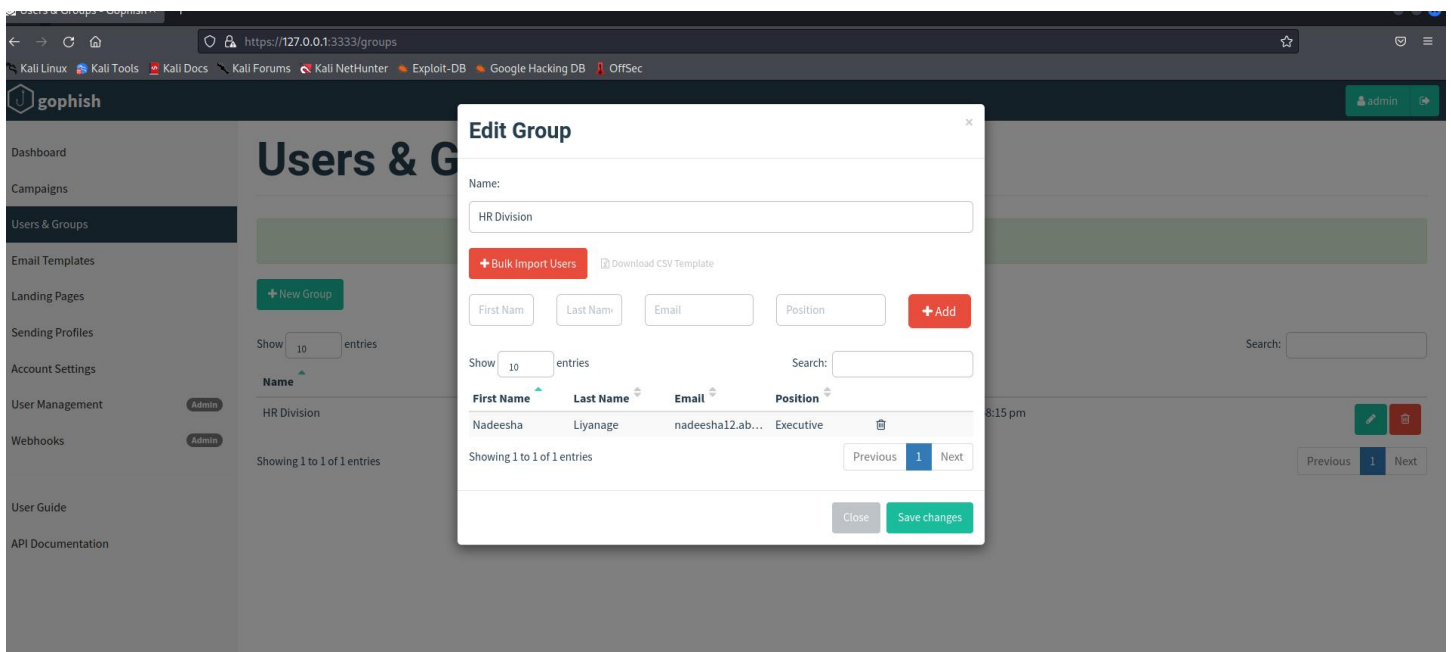 https://127.0.0.1:3333/groups
Kali Linux Kali Tools Kali Docs Kali Forums Kali NetHunter Exploit-DB Google Hacking DB OffSec
gophish
admin
Dashboard
Campaigns
Users & Groups
Email Templates
Landing Pages
Sending Profiles
Account Settings
User Management Admin
Webhooks Admin
User Guide
API Documentation
Users & G
New Group
Show 10 entries
Search:
Name
HR Division
8:15 pm
Showing 1 to 1 of 1 entries
Previous 1 Next
Edit Group
×
Name:
HR Division
+ Bulk Import Users Download CSV Template
First Nam Last Nam Email Position + Add
Show 10 entries Search:
First Name Last Name Email Position
Nadeesha Liyanage nadeesha12.ab... Executive
Showing 1 to 1 of 1 entries Previous 1 Next
Close Save changes